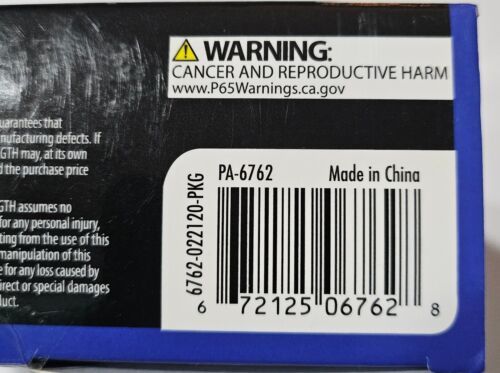 WARNING:
CANCER AND REPRODUCTIVE HARM
www.P65Warnings.ca.gov
guarantees that
nufacturing defects. If
GTH may, at its own
d the purchase price
GTH assumes no
for any personal injury,
ting from the use of this
manipulation of this
e for any loss caused by
direct or special damages
duct.
PA-6762 Made in China
6762-022120-PKG
6 72125 06762 8